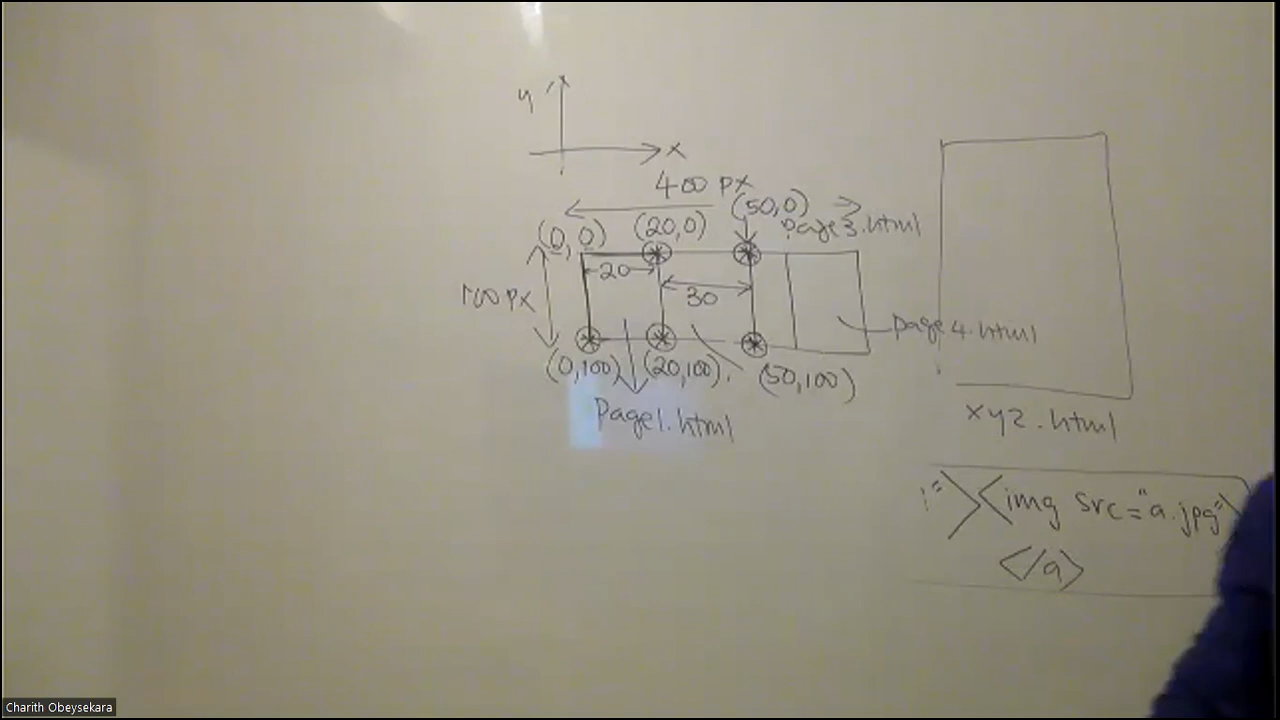 y
x
400 px
(0, 0) (20,0) (50,0)
page3.html
20
30
100 px
page4.html
(0,100) (20,100) (50,100)
page1.html
xyz.html
"><img src="a.jpg"
</a>
Charith Obeysekara